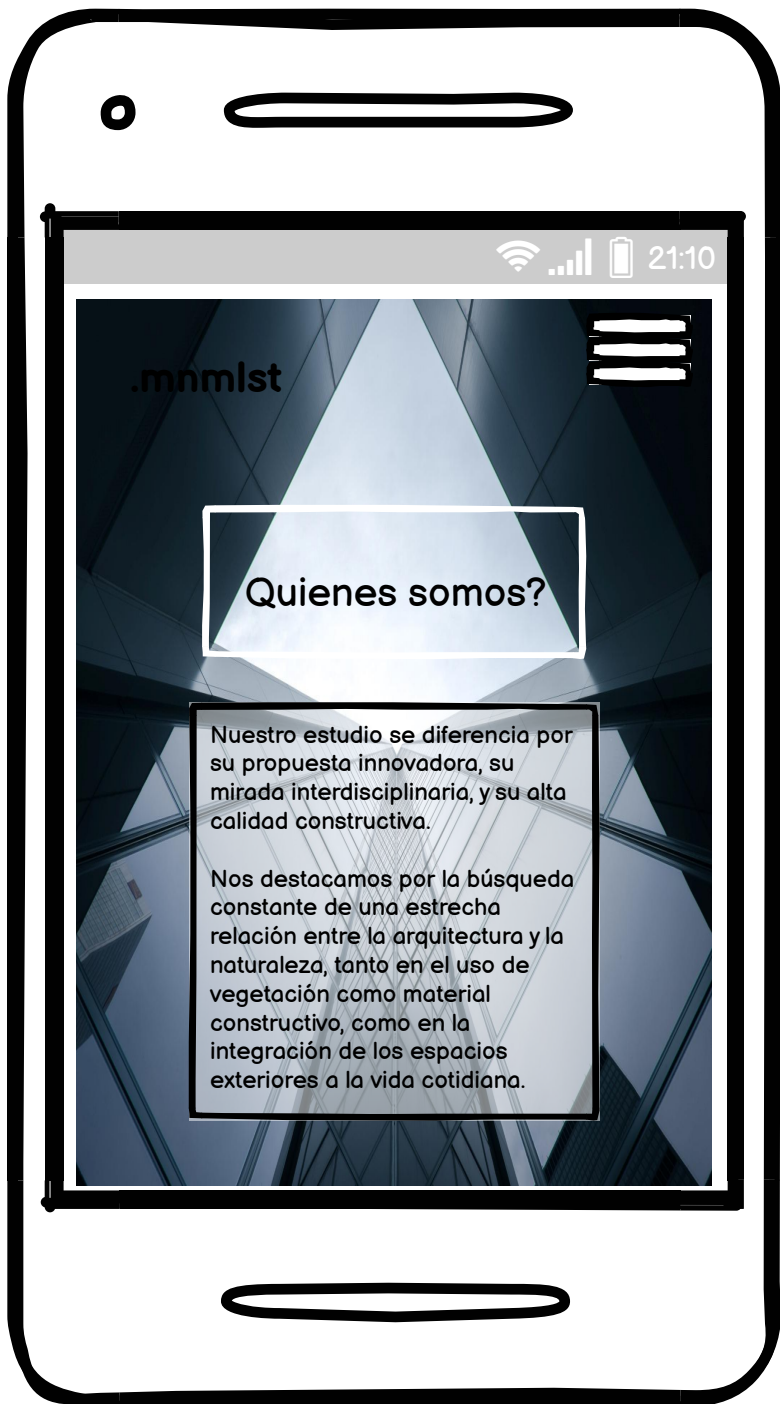 21:10
.mnmlst
Quienes somos?
Nuestro estudio se diferencia por
su propuesta innovadora, su
mirada interdisciplinaria, y su alta
calidad constructiva.
Nos destacamos por la búsqueda
constante de una estrecha
relación entre la arquitectura y la
naturaleza, tanto en el uso de
vegetación como material
constructivo, como en la
integración de los espacios
exteriores a la vida cotidiana.